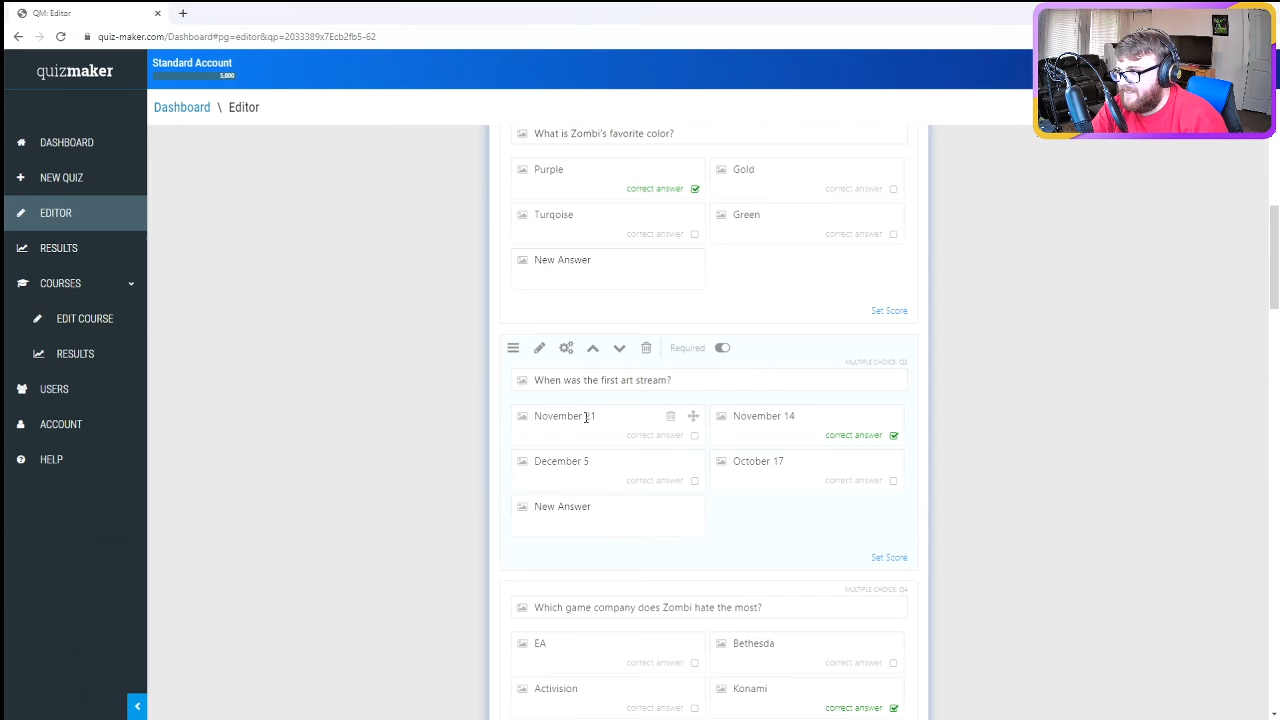 QM: Editor
quiz-maker.com/Dashboard#pg=editor&qp=2033389x7Ecb2fb5-62
quizmaker
Standard Account
5,000
Dashboard \ Editor
DASHBOARD
NEW QUIZ
EDITOR
RESULTS
COURSES
EDIT COURSE
RESULTS
USERS
ACCOUNT
HELP
What is Zombi's favorite color?
Purple
correct answer
Gold
correct answer
Turqoise
correct answer
Green
correct answer
New Answer
Set Score
Required
MULTIPLE CHOICE: Q3
When was the first art stream?
November 21
correct answer
November 14
correct answer
December 5
correct answer
October 17
correct answer
New Answer
Set Score
MULTIPLE CHOICE: Q4
Which game company does Zombi hate the most?
EA
correct answer
Bethesda
correct answer
Activision
correct answer
Konami
correct answer